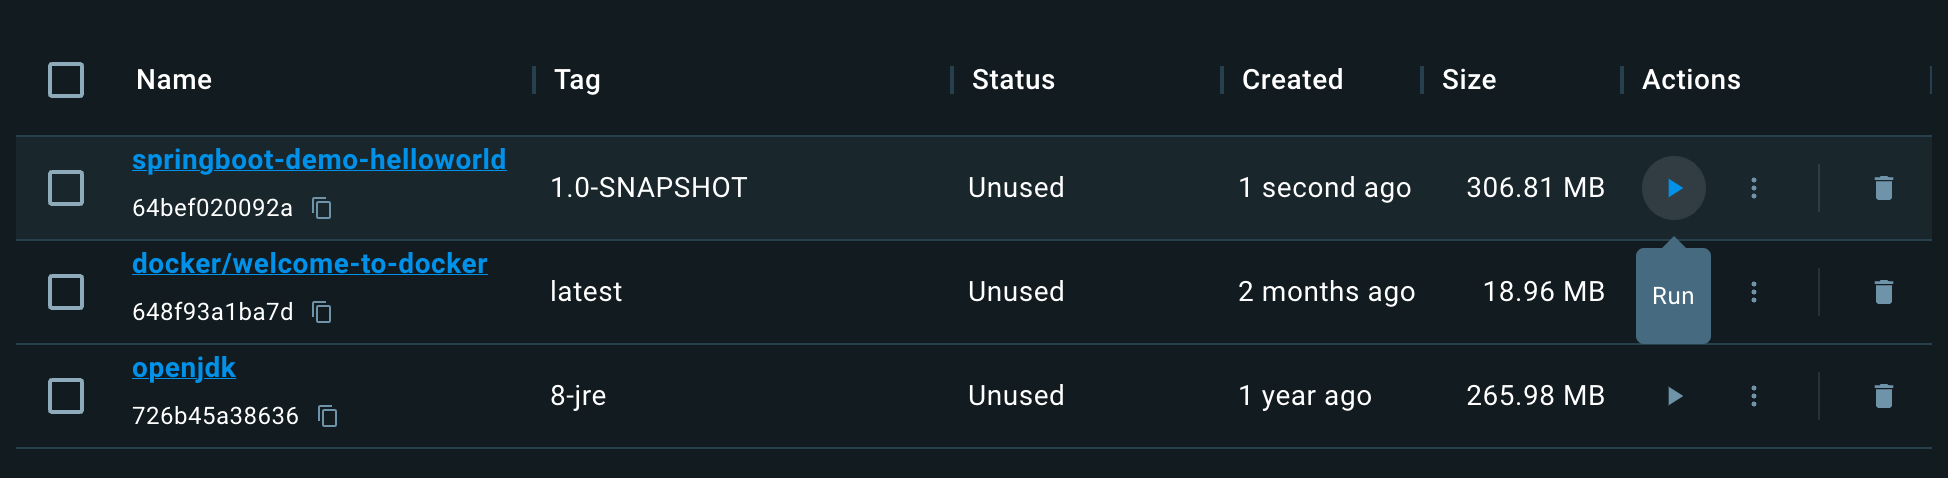 Name Tag Status Created Size Actions
springboot-demo-helloworld
64bef020092a
1.0-SNAPSHOT Unused 1 second ago 306.81 MB
docker/welcome-to-docker
648f93a1ba7d
latest Unused 2 months ago 18.96 MB
Run
openjdk
726b45a38636
8-jre Unused 1 year ago 265.98 MB